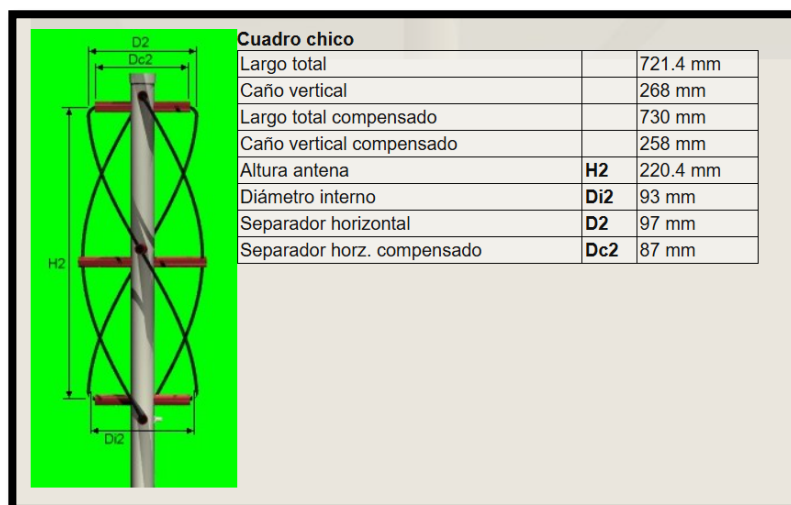 D2
Dc2
H2
Di2
Cuadro chico
Largo total 721.4 mm
Caño vertical 268 mm
Largo total compensado 730 mm
Caño vertical compensado 258 mm
Altura antena H2 220.4 mm
Diámetro interno Di2 93 mm
Separador horizontal D2 97 mm
Separador horz. compensado Dc2 87 mm